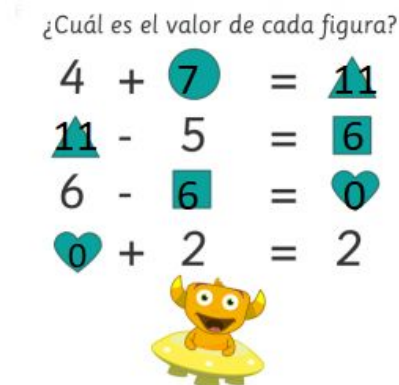 ¿Cuál es el valor de cada figura?
4 + 7 = 11
11 - 5 = 6
6 - 6 = 0
0 + 2 = 2